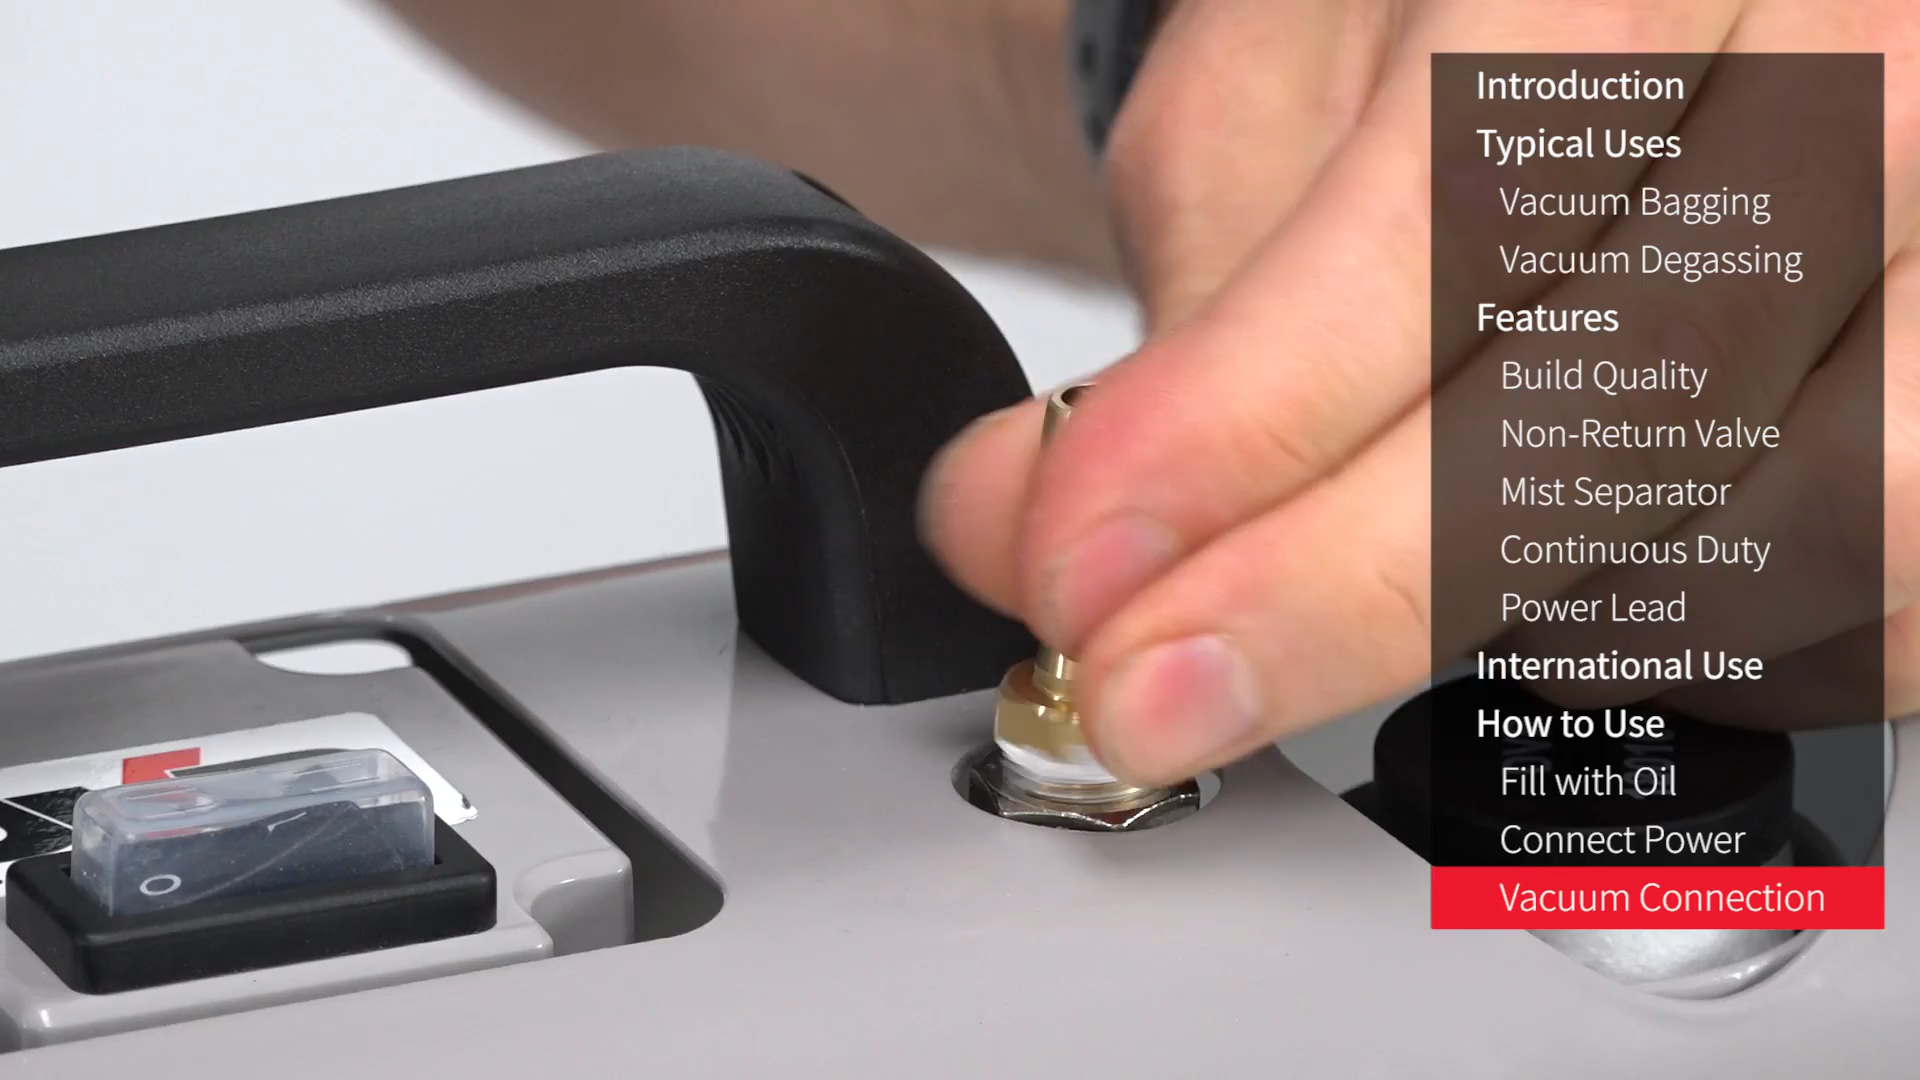 Introduction
Typical Uses
Vacuum Bagging
Vacuum Degassing
Features
Build Quality
Non-Return Valve
Mist Separator
Continuous Duty
Power Lead
International Use
How to Use
Fill with Oil
Connect Power
Vacuum Connection